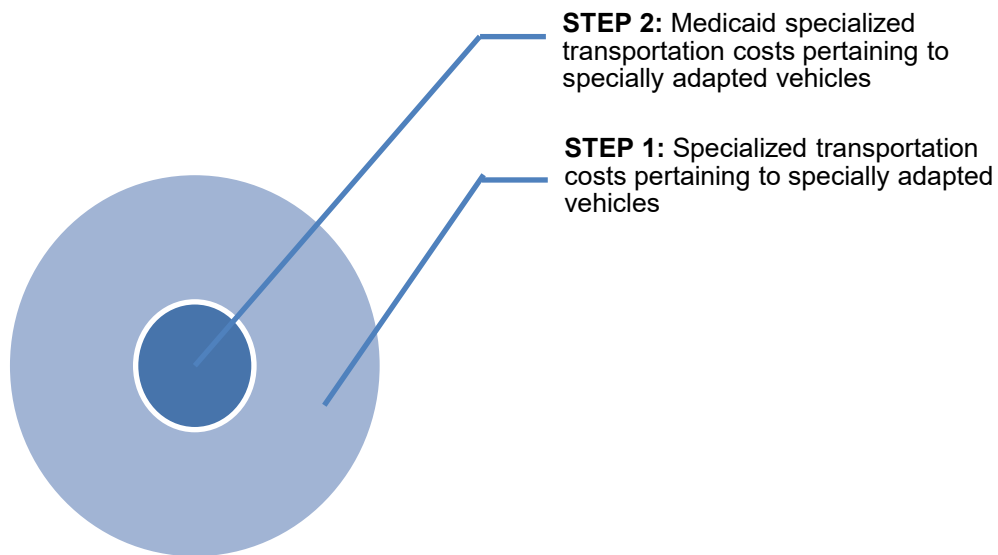 STEP 2: Medicaid specialized
transportation costs pertaining to
specially adapted vehicles
STEP 1: Specialized transportation
costs pertaining to specially adapted
vehicles